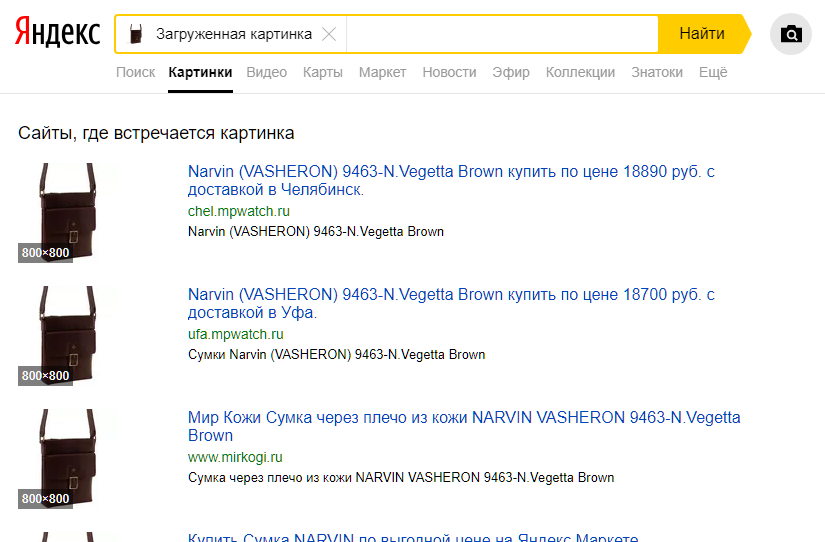 Яндекс
Загруженная картинка
Найти
Поиск Картинки Видео Карты Маркет Новости Эфир Коллекции Знатоки Ещё
Сайты, где встречается картинка
Narvin (VASHERON) 9463-N.Vegetta Brown купить по цене 18890 руб. с
доставкой в Челябинск.
chel.mpwatch.ru
Narvin (VASHERON) 9463-N.Vegetta Brown
800×800
Narvin (VASHERON) 9463-N.Vegetta Brown купить по цене 18700 руб. с
доставкой в Уфа.
ufa.mpwatch.ru
Сумки Narvin (VASHERON) 9463-N.Vegetta Brown
800×800
Мир Кожи Сумка через плечо из кожи NARVIN VASHERON 9463-N.Vegetta
Brown
www.mirkogi.ru
Сумка через плечо из кожи NARVIN VASHERON 9463-N.Vegetta Brown
800×800
Купить Сумка NARVIN по выгодной цене на Яндекс.Маркете